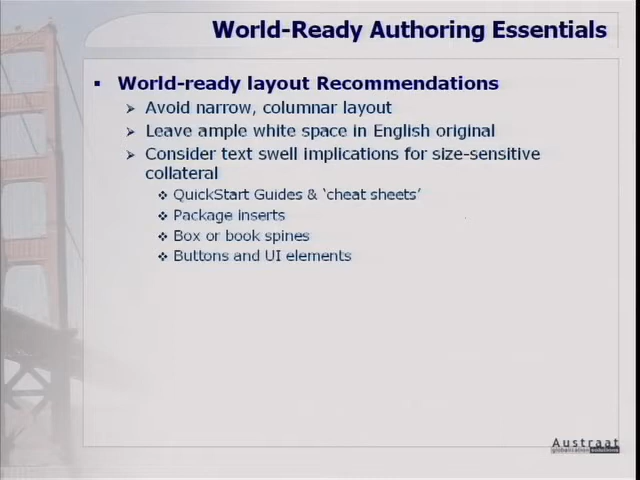 World-Ready Authoring Essentials
World-ready layout Recommendations
Avoid narrow, columnar layout
Leave ample white space in English original
Consider text swell implications for size-sensitive
collateral
QuickStart Guides & ‘cheat sheets’
Package inserts
Box or book spines
Buttons and UI elements
Austraat
globalization solutions